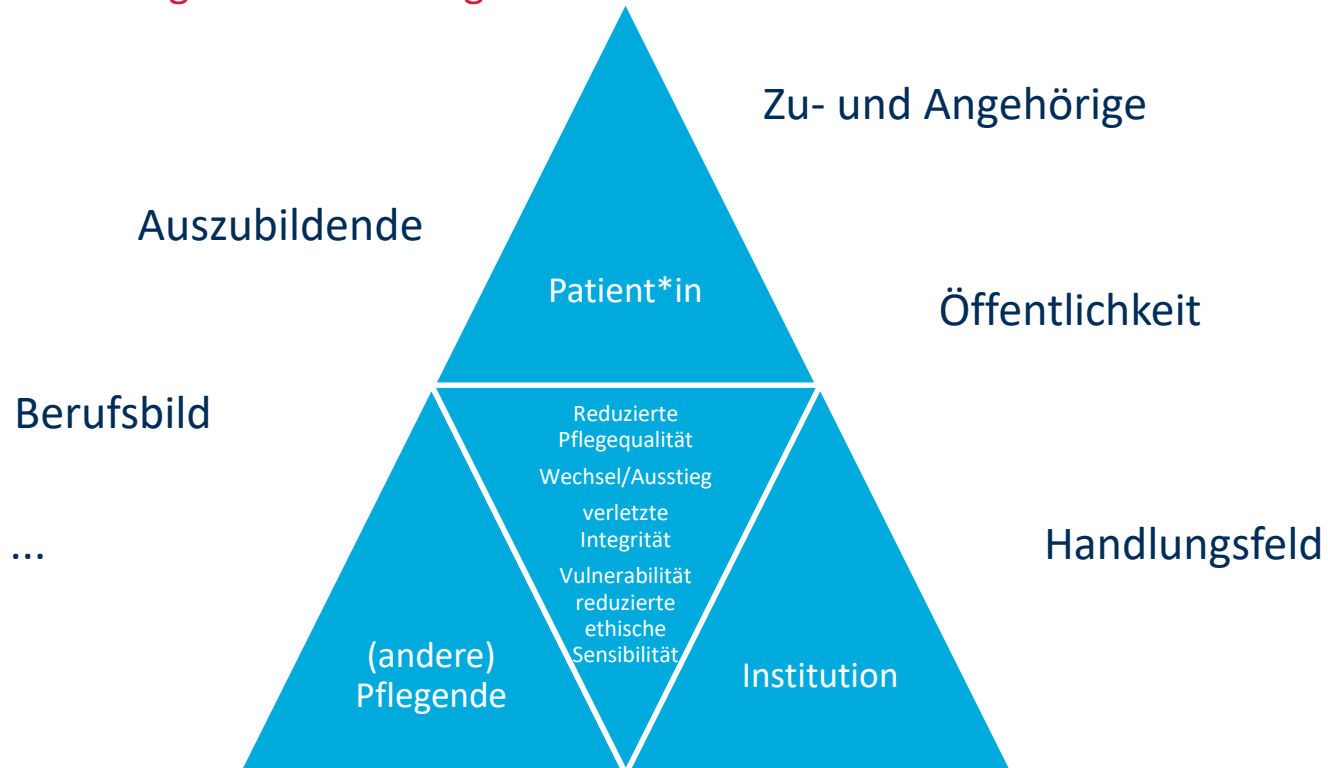 Zu- und Angehörige
Auszubildende
Patient*in
Öffentlichkeit
Berufsbild
Reduzierte
Pflegequalität
Wechsel/Ausstieg
verletzte
Integrität
Vulnerabilität
reduzierte
ethische
Sensibilität
...
Handlungsfeld
(andere)
Pflegende
Institution